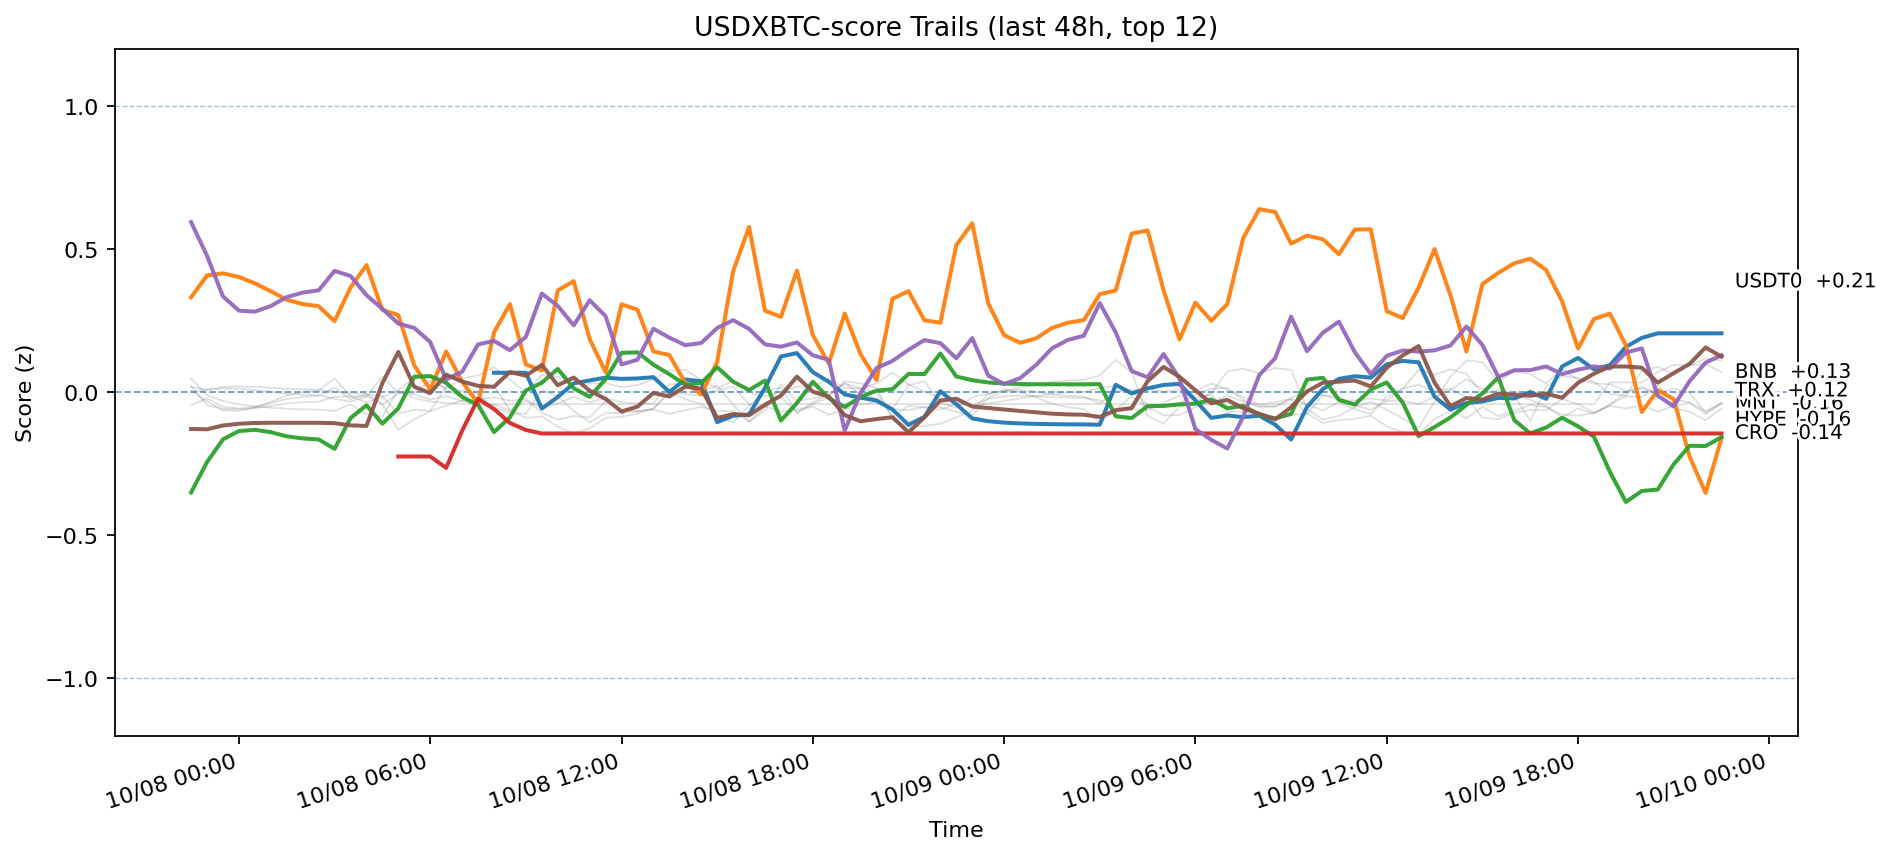 USDXBTC-score Trails (last 48h, top 12)
Score (z)
1.0
0.5
0.0
−0.5
−1.0
USDT0 +0.21
BNB +0.13
TRX +0.12
MNT -0.16
HYPE -0.16
CRO -0.14
10/08 00:00
10/08 06:00
10/08 12:00
10/08 18:00
10/09 00:00
10/09 06:00
10/09 12:00
10/09 18:00
10/10 00:00
Time